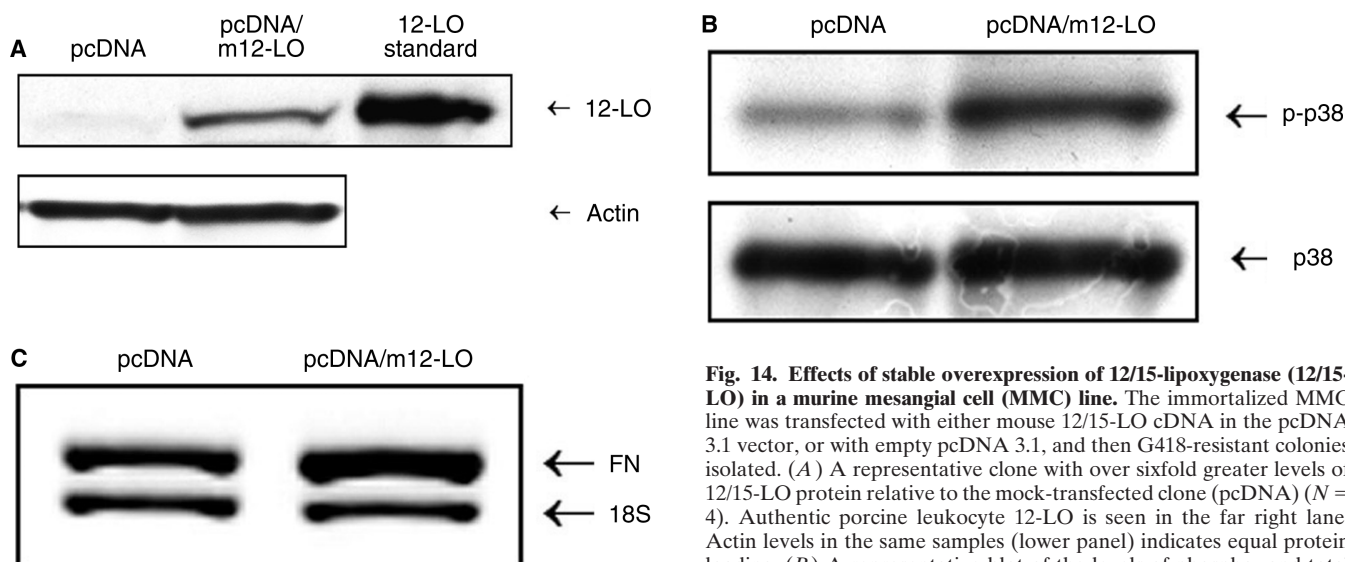 A
pcDNA
pcDNA/
m12-LO
12-LO
standard
← 12-LO
← Actin
B
pcDNA
pcDNA/m12-LO
← p-p38
← p38
C
pcDNA
pcDNA/m12-LO
← FN
← 18S
Fig. 14. Effects of stable overexpression of 12/15-lipoxygenase (12/15-
LO) in a murine mesangial cell (MMC) line. The immortalized MMC
line was transfected with either mouse 12/15-LO cDNA in the pcDNA
3.1 vector, or with empty pcDNA 3.1, and then G418-resistant colonies
isolated. (A) A representative clone with over sixfold greater levels of
12/15-LO protein relative to the mock-transfected clone (pcDNA) (N =
4). Authentic porcine leukocyte 12-LO is seen in the far right lane.
Actin levels in the same samples (lower panel) indicates equal protein